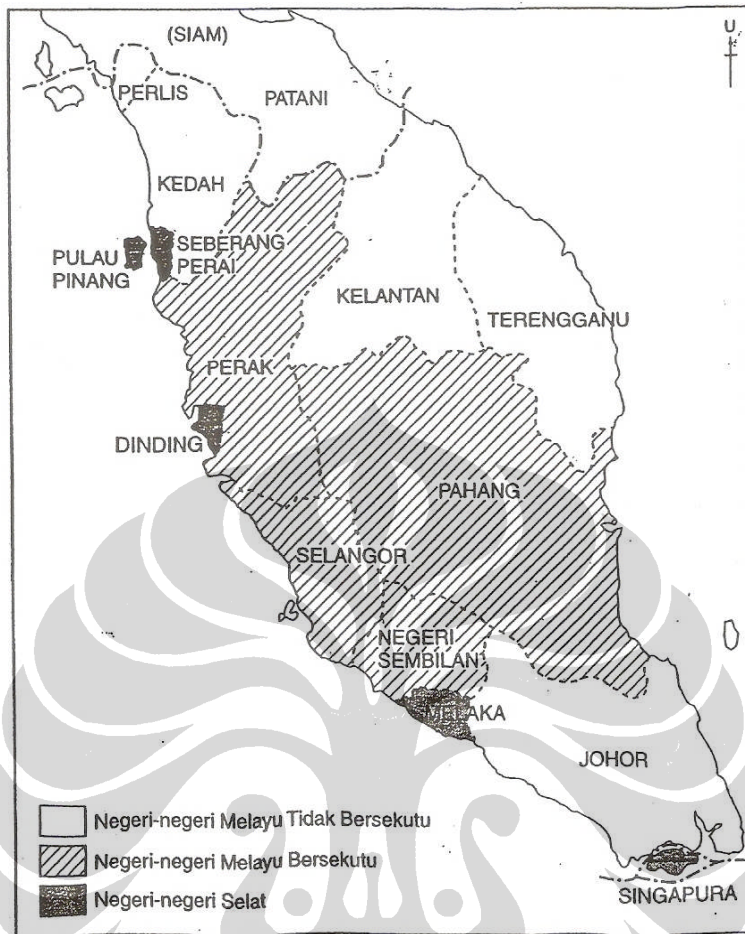 (SIAM)
U
PERLIS
PATANI
KEDAH
PULAU
PINANG
SEBERANG
PERAI
KELANTAN
TERENGGANU
PERAK
DINDING
PAHANG
SELANGOR
NEGERI
SEMBILAN
MELAKA
JOHOR
SINGAPURA
Negeri-negeri Melayu Tidak Bersekutu
Negeri-negeri Melayu Bersekutu
Negeri-negeri Selat